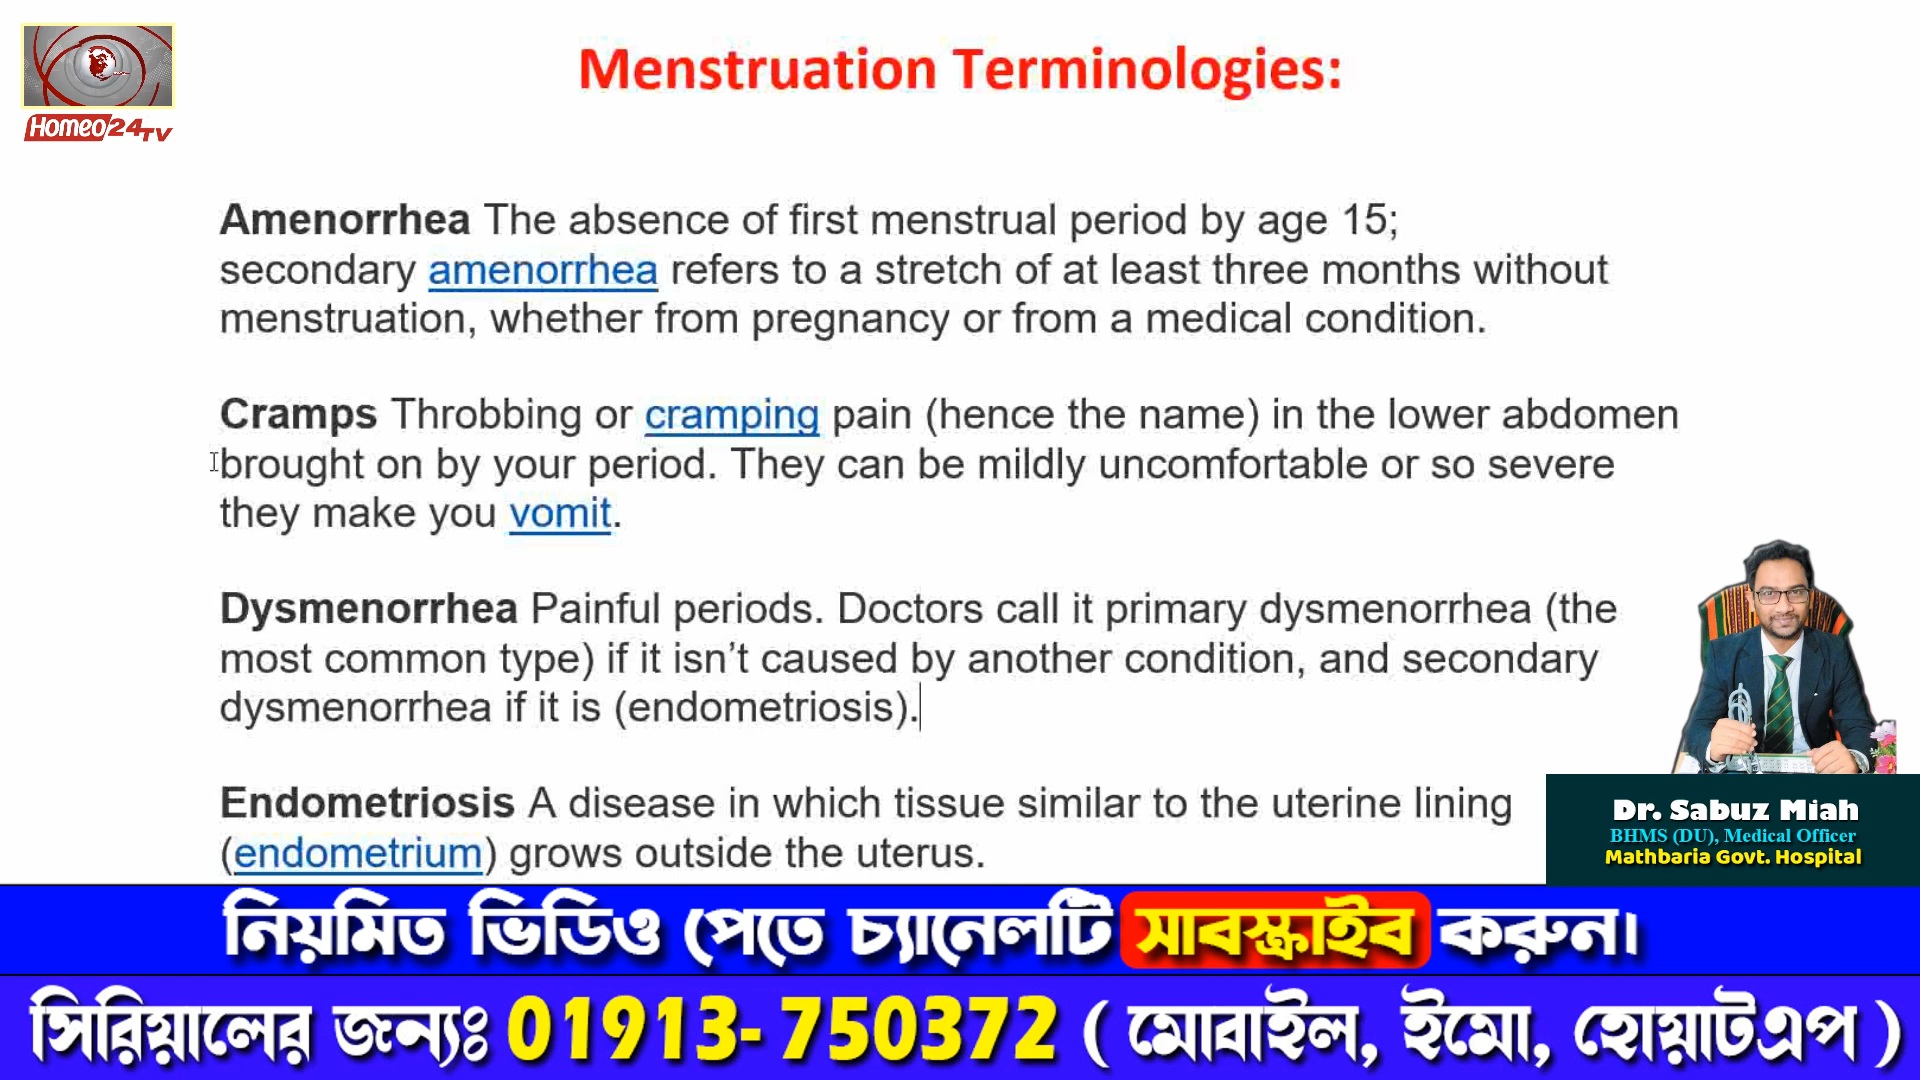 Homeo24TV
Menstruation Terminologies:
Amenorrhea The absence of first menstrual period by age 15;
secondary amenorrhea refers to a stretch of at least three months without
menstruation, whether from pregnancy or from a medical condition.
Cramps Throbbing or cramping pain (hence the name) in the lower abdomen
brought on by your period. They can be mildly uncomfortable or so severe
they make you vomit.
Dysmenorrhea Painful periods. Doctors call it primary dysmenorrhea (the
most common type) if it isn’t caused by another condition, and secondary
dysmenorrhea if it is (endometriosis).
Endometriosis A disease in which tissue similar to the uterine lining
(endometrium) grows outside the uterus.
Dr. Sabuz Miah
BHMS (DU), Medical Officer
Mathbaria Govt. Hospital
নিয়মিত ভিডিও পেতে চ্যানেলটি সাবস্ক্রাইব করুন।
সিরিয়ালের জন্যঃ 01913- 750372 ( মোবাইল, ইমো, হোয়াটএপ )